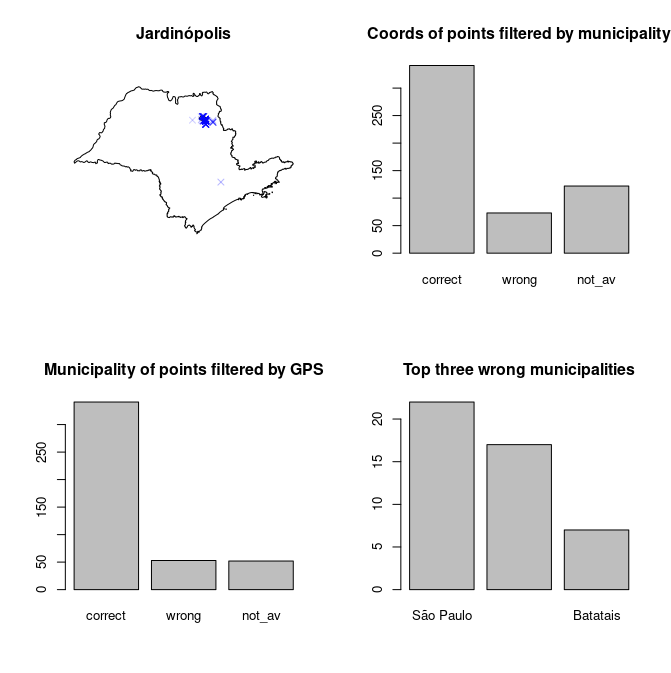 Jardinópolis
Coords of points filtered by municipality
250
150
50
0
correct wrong not_av
Municipality of points filtered by GPS
250
150
50
0
correct wrong not_av
Top three wrong municipalities
20
15
10
5
0
São Paulo Batatais